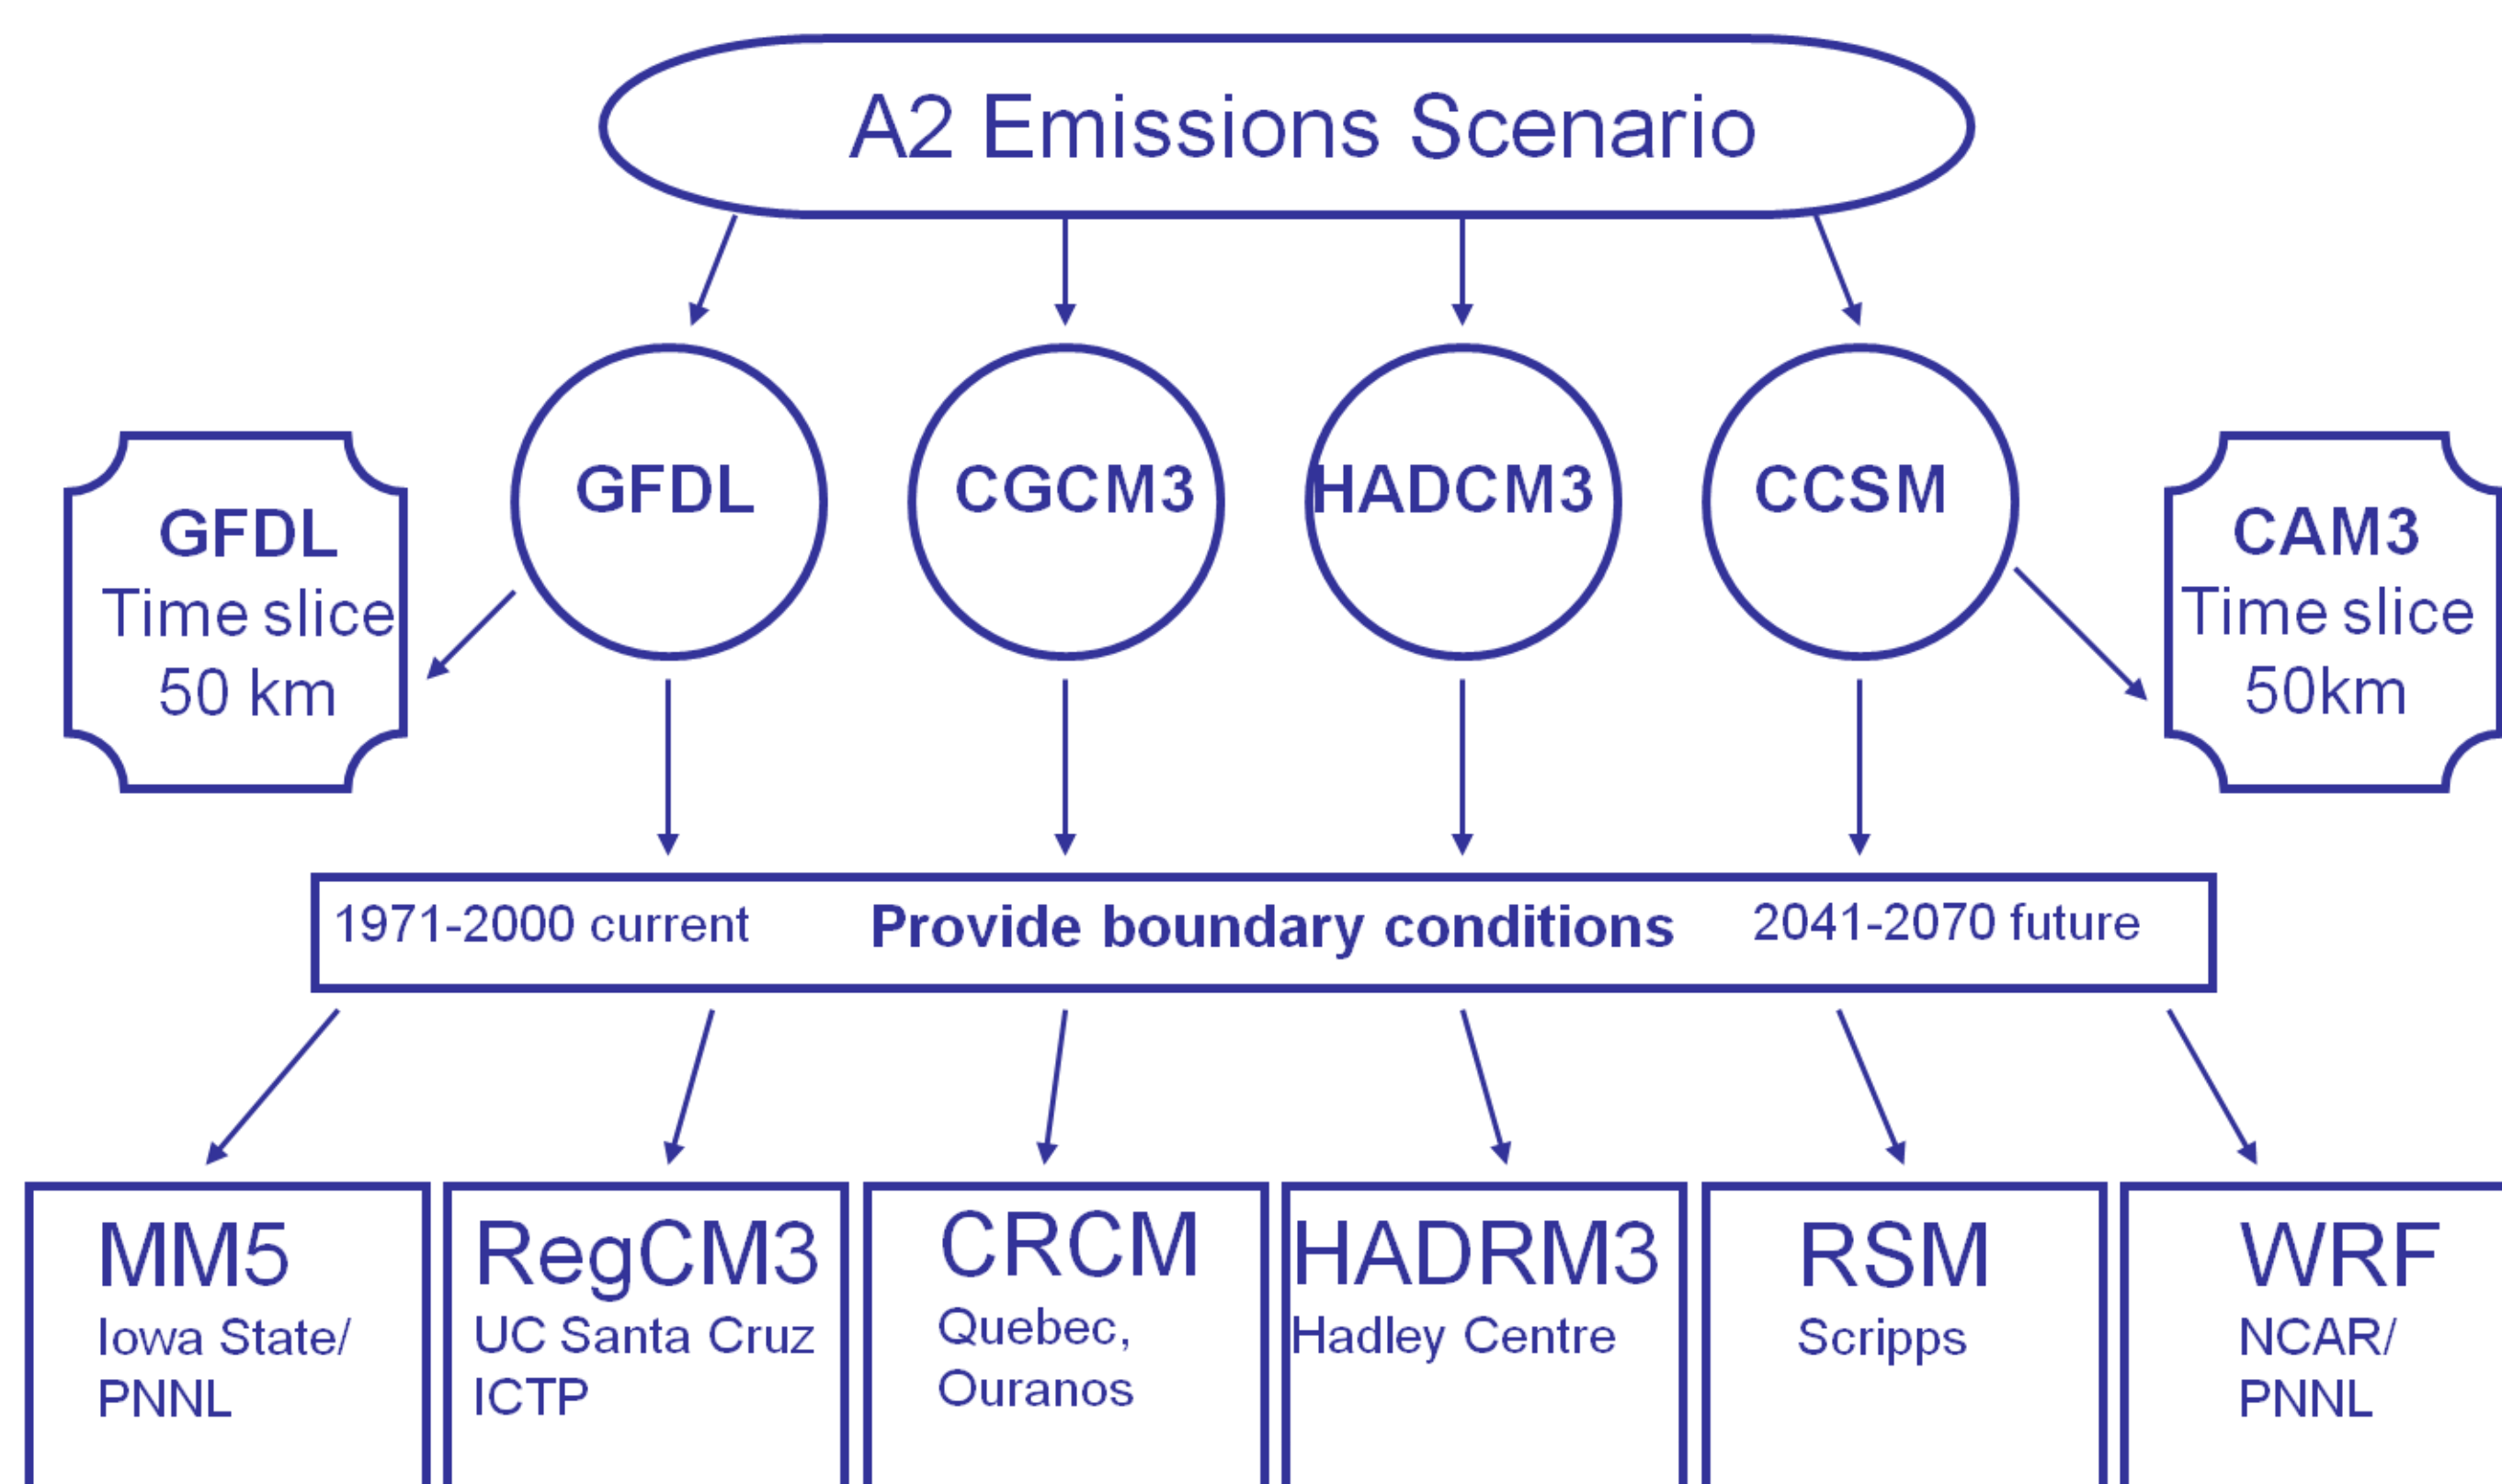 A2 Emissions Scenario
GFDL
CGCM3
HADCM3
CCSM
GFDL
Time slice
50 km
CAM3
Time slice
50km
1971-2000 current
Provide boundary conditions
2041-2070 future
MM5
Iowa State/
PNNL
RegCM3
UC Santa Cruz
ICTP
CRCM
Quebec,
Ouranos
HADRM3
Hadley Centre
RSM
Scripps
WRF
NCAR/
PNNL